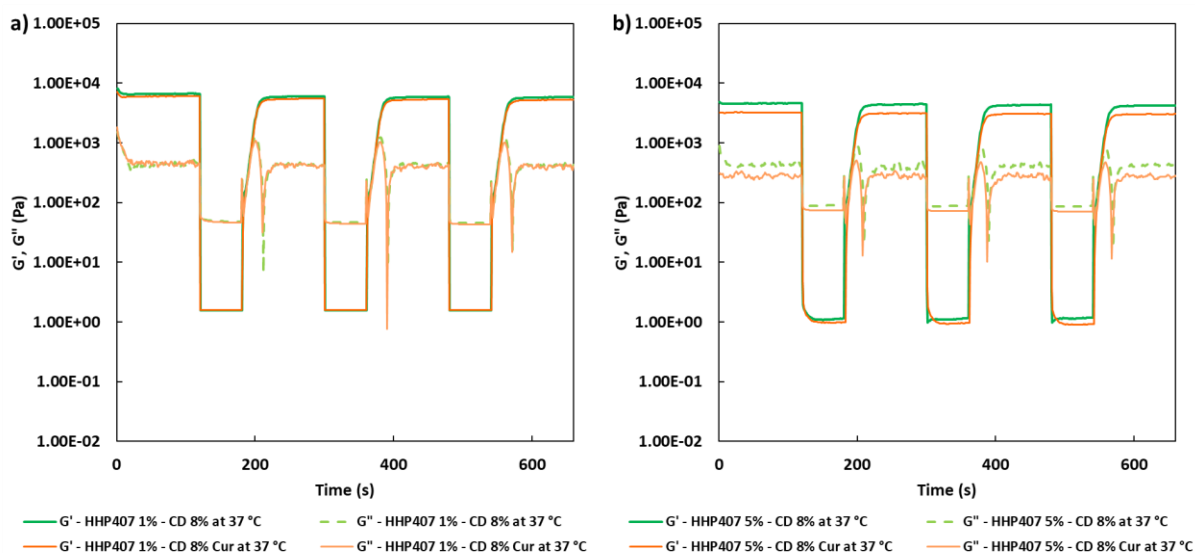 a)
1.00E+05
1.00E+04
1.00E+03
1.00E+02
1.00E+01
1.00E+00
1.00E-01
1.00E-02
G', G" (Pa)
0
200
400
600
Time (s)
G' - HHP407 1% - CD 8% at 37 °C
G" - HHP407 1% - CD 8% at 37 °C
G' - HHP407 1% - CD 8% Cur at 37 °C
G" - HHP407 1% - CD 8% Cur at 37 °C
b)
1.00E+05
1.00E+04
1.00E+03
1.00E+02
1.00E+01
1.00E+00
1.00E-01
1.00E-02
G', G" (Pa)
0
200
400
600
Time (s)
G' - HHP407 5% - CD 8% at 37 °C
G" - HHP407 5% - CD 8% at 37 °C
G' - HHP407 5% - CD 8% Cur at 37 °C
G" - HHP407 5% - CD 8% Cur at 37 °C